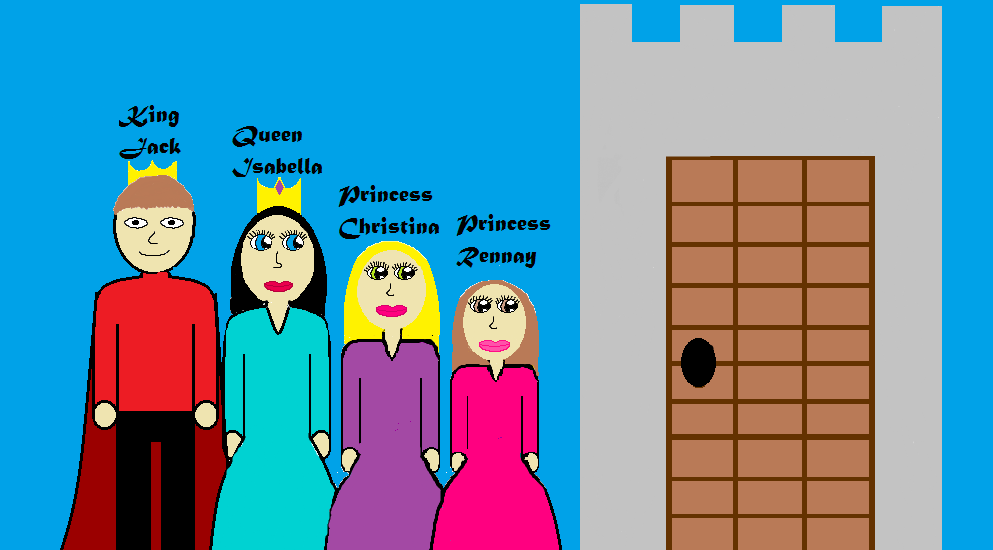 King
Jack
Queen
Isabella
Princess
Christina
Princess
Rennay